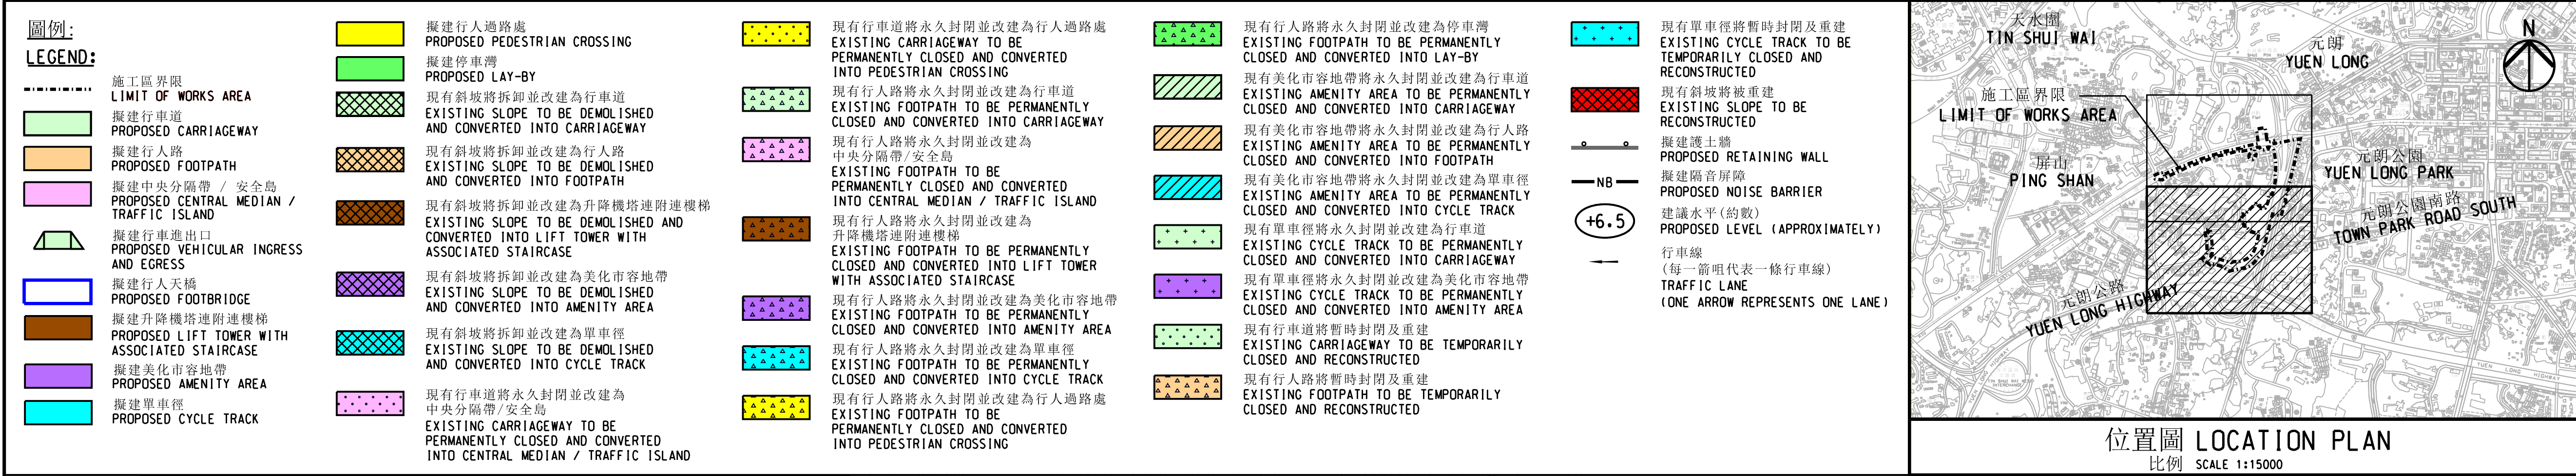 圖例:
LEGEND:
施工區界限
LIMIT OF WORKS AREA
擬建行車道
PROPOSED CARRIAGEWAY
擬建行人路
PROPOSED FOOTPATH
擬建中央分隔帶 / 安全島
PROPOSED CENTRAL MEDIAN /
TRAFFIC ISLAND
擬建行車進出口
PROPOSED VEHICULAR INGRESS
AND EGRESS
擬建行人天橋
PROPOSED FOOTBRIDGE
擬建升降機塔連附連樓梯
PROPOSED LIFT TOWER WITH
ASSOCIATED STAIRCASE
擬建美化市容地帶
PROPOSED AMENITY AREA
擬建單車徑
PROPOSED CYCLE TRACK
擬建行人過路處
PROPOSED PEDESTRIAN CROSSING
擬建停車灣
PROPOSED LAY-BY
現有斜坡將拆卸並改建為行車道
EXISTING SLOPE TO BE DEMOLISHED
AND CONVERTED INTO CARRIAGEWAY
現有斜坡將拆卸並改建為行人路
EXISTING SLOPE TO BE DEMOLISHED
AND CONVERTED INTO FOOTPATH
現有斜坡將拆卸並改建為升降機塔連附連樓梯
EXISTING SLOPE TO BE DEMOLISHED AND
CONVERTED INTO LIFT TOWER WITH
ASSOCIATED STAIRCASE
現有斜坡將拆卸並改建為美化市容地帶
EXISTING SLOPE TO BE DEMOLISHED
AND CONVERTED INTO AMENITY AREA
現有斜坡將拆卸並改建為單車徑
EXISTING SLOPE TO BE DEMOLISHED
AND CONVERTED INTO CYCLE TRACK
現有行車道將永久封閉並改建為
中央分隔帶/安全島
EXISTING CARRIAGEWAY TO BE
PERMANENTLY CLOSED AND CONVERTED
INTO CENTRAL MEDIAN / TRAFFIC ISLAND
現有行車道將永久封閉並改建為行人過路處
EXISTING CARRIAGEWAY TO BE
PERMANENTLY CLOSED AND CONVERTED
INTO PEDESTRIAN CROSSING
現有行人路將永久封閉並改建為行車道
EXISTING FOOTPATH TO BE PERMANENTLY
CLOSED AND CONVERTED INTO CARRIAGEWAY
現有行人路將永久封閉並改建為
中央分隔帶/安全島
EXISTING FOOTPATH TO BE
PERMANENTLY CLOSED AND CONVERTED
INTO CENTRAL MEDIAN / TRAFFIC ISLAND
現有行人路將永久封閉並改建為
升降機塔連附連樓梯
EXISTING FOOTPATH TO BE PERMANENTLY
CLOSED AND CONVERTED INTO LIFT TOWER
WITH ASSOCIATED STAIRCASE
現有行人路將永久封閉並改建為美化市容地帶
EXISTING FOOTPATH TO BE PERMANENTLY
CLOSED AND CONVERTED INTO AMENITY AREA
現有行人路將永久封閉並改建為單車徑
EXISTING FOOTPATH TO BE PERMANENTLY
CLOSED AND CONVERTED INTO CYCLE TRACK
現有行人路將永久封閉並改建為行人過路處
EXISTING FOOTPATH TO BE
PERMANENTLY CLOSED AND CONVERTED
INTO PEDESTRIAN CROSSING
現有行人路將永久封閉並改建為停車灣
EXISTING FOOTPATH TO BE PERMANENTLY
CLOSED AND CONVERTED INTO LAY-BY
現有美化市容地帶將永久封閉並改建為行車道
EXISTING AMENITY AREA TO BE PERMANENTLY
CLOSED AND CONVERTED INTO CARRIAGEWAY
現有美化市容地帶將永久封閉並改建為行人路
EXISTING AMENITY AREA TO BE PERMANENTLY
CLOSED AND CONVERTED INTO FOOTPATH
現有美化市容地帶將永久封閉並改建為單車徑
EXISTING AMENITY AREA TO BE PERMANENTLY
CLOSED AND CONVERTED INTO CYCLE TRACK
現有單車徑將永久封閉並改建為行車道
EXISTING CYCLE TRACK TO BE PERMANENTLY
CLOSED AND CONVERTED INTO CARRIAGEWAY
現有單車徑將永久封閉並改建為美化市容地帶
EXISTING CYCLE TRACK TO BE PERMANENTLY
CLOSED AND CONVERTED INTO AMENITY AREA
現有行車道將暫時封閉及重建
EXISTING CARRIAGEWAY TO BE TEMPORARILY
CLOSED AND RECONSTRUCTED
現有行人路將暫時封閉及重建
EXISTING FOOTPATH TO BE TEMPORARILY
CLOSED AND RECONSTRUCTED
現有單車徑將暫時封閉及重建
EXISTING CYCLE TRACK TO BE
TEMPORARILY CLOSED AND
RECONSTRUCTED
現有斜坡將被重建
EXISTING SLOPE TO BE
RECONSTRUCTED
擬建護土牆
PROPOSED RETAINING WALL
NB
擬建隔音屏障
PROPOSED NOISE BARRIER
+6.5
建議水平(約數)
PROPOSED LEVEL (APPROXIMATELY)
行車線
(每一箭咀代表一條行車線)
TRAFFIC LANE
(ONE ARROW REPRESENTS ONE LANE)
天水圍
TIN SHUI WAI
元朗
YUEN LONG
N
施工區界限
LIMIT OF WORKS AREA
屏山
PING SHAN
元朗公園
YUEN LONG PARK
元朗公園南路
TOWN PARK ROAD SOUTH
元朗公路
YUEN LONG HIGHWAY
YUEN LONG HIGHWAY
位置圖 LOCATION PLAN
比例 SCALE 1:15000